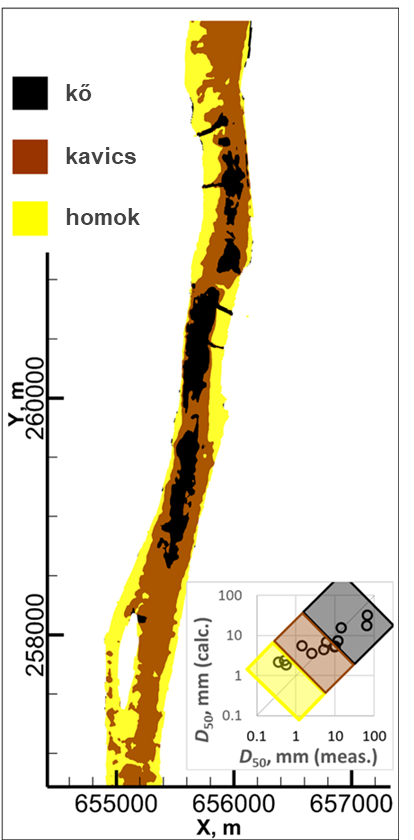 kő
kavics
homok
Y, m
260000
258000
655000 656000 657000
X, m
D50, mm (calc.)
100
10
1
0.1
0.1 1 10 100
D50, mm (meas.)